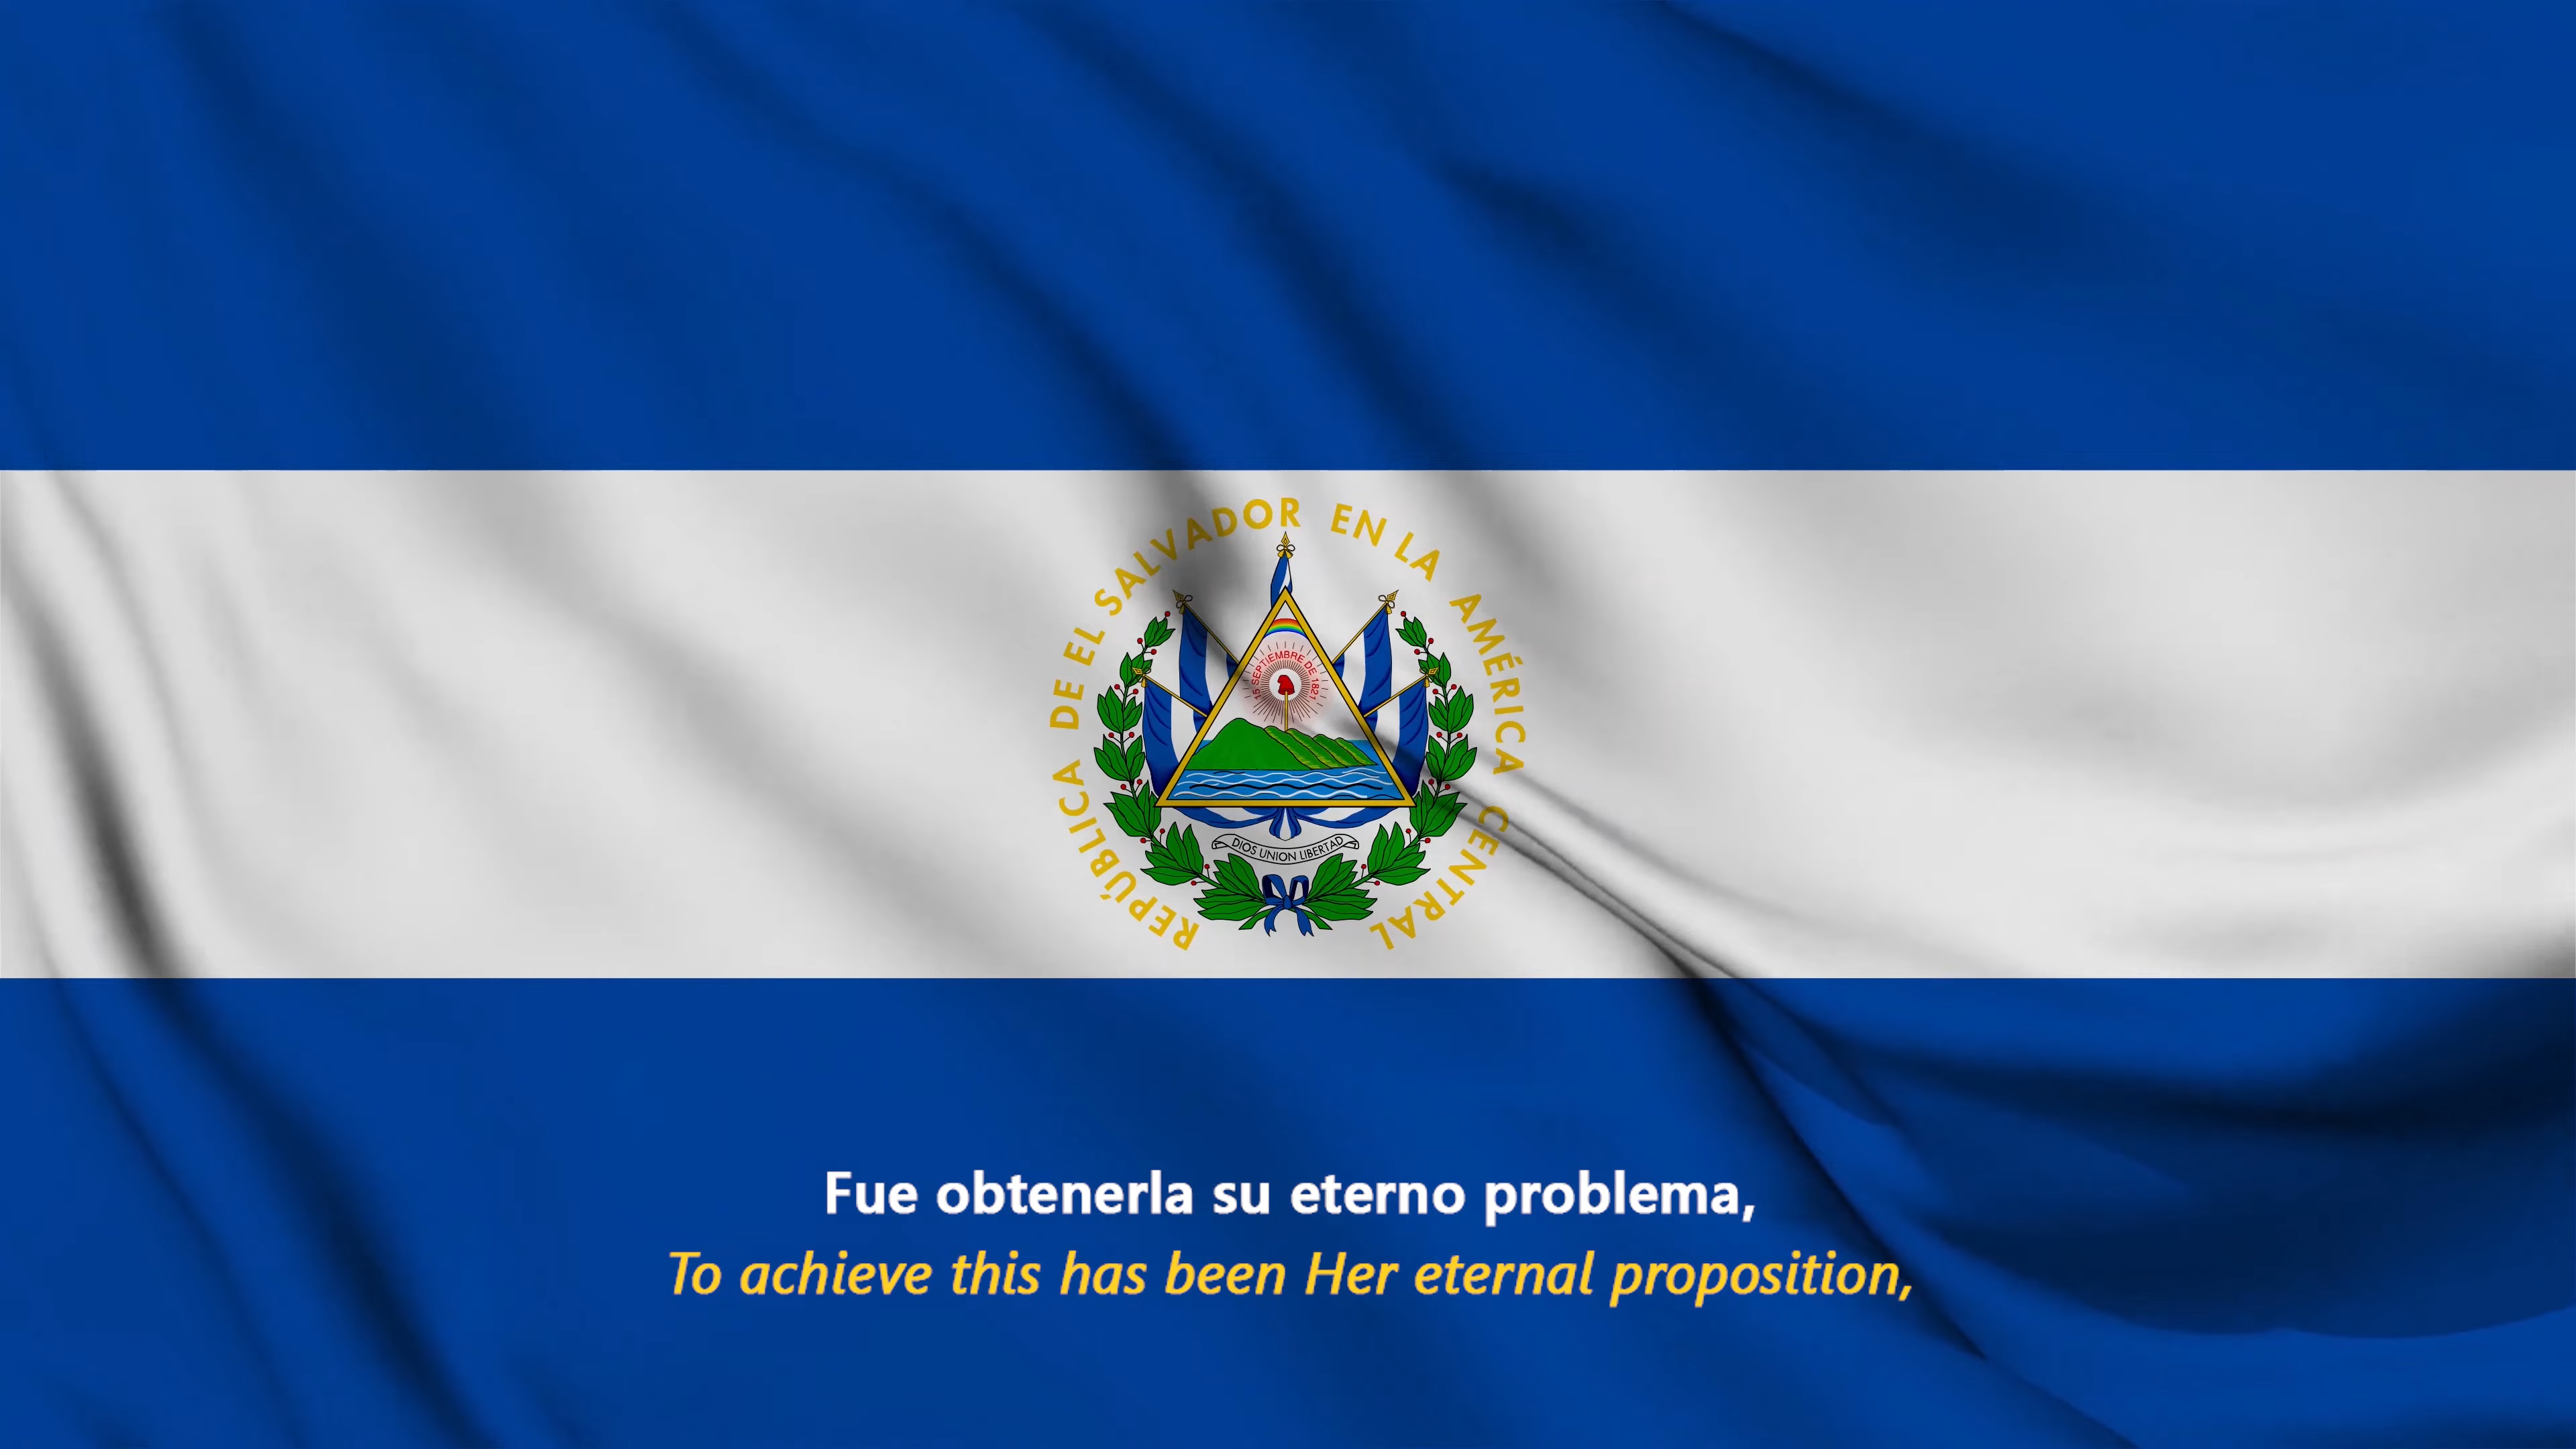 REPÚBLICA DE EL SALVADOR EN LA AMÉRICA CENTRAL
15 SEPTIEMBRE DE 1821
DIOS UNION LIBERTAD
Fue obtenerla su eterno problema,
To achieve this has been Her eternal proposition,